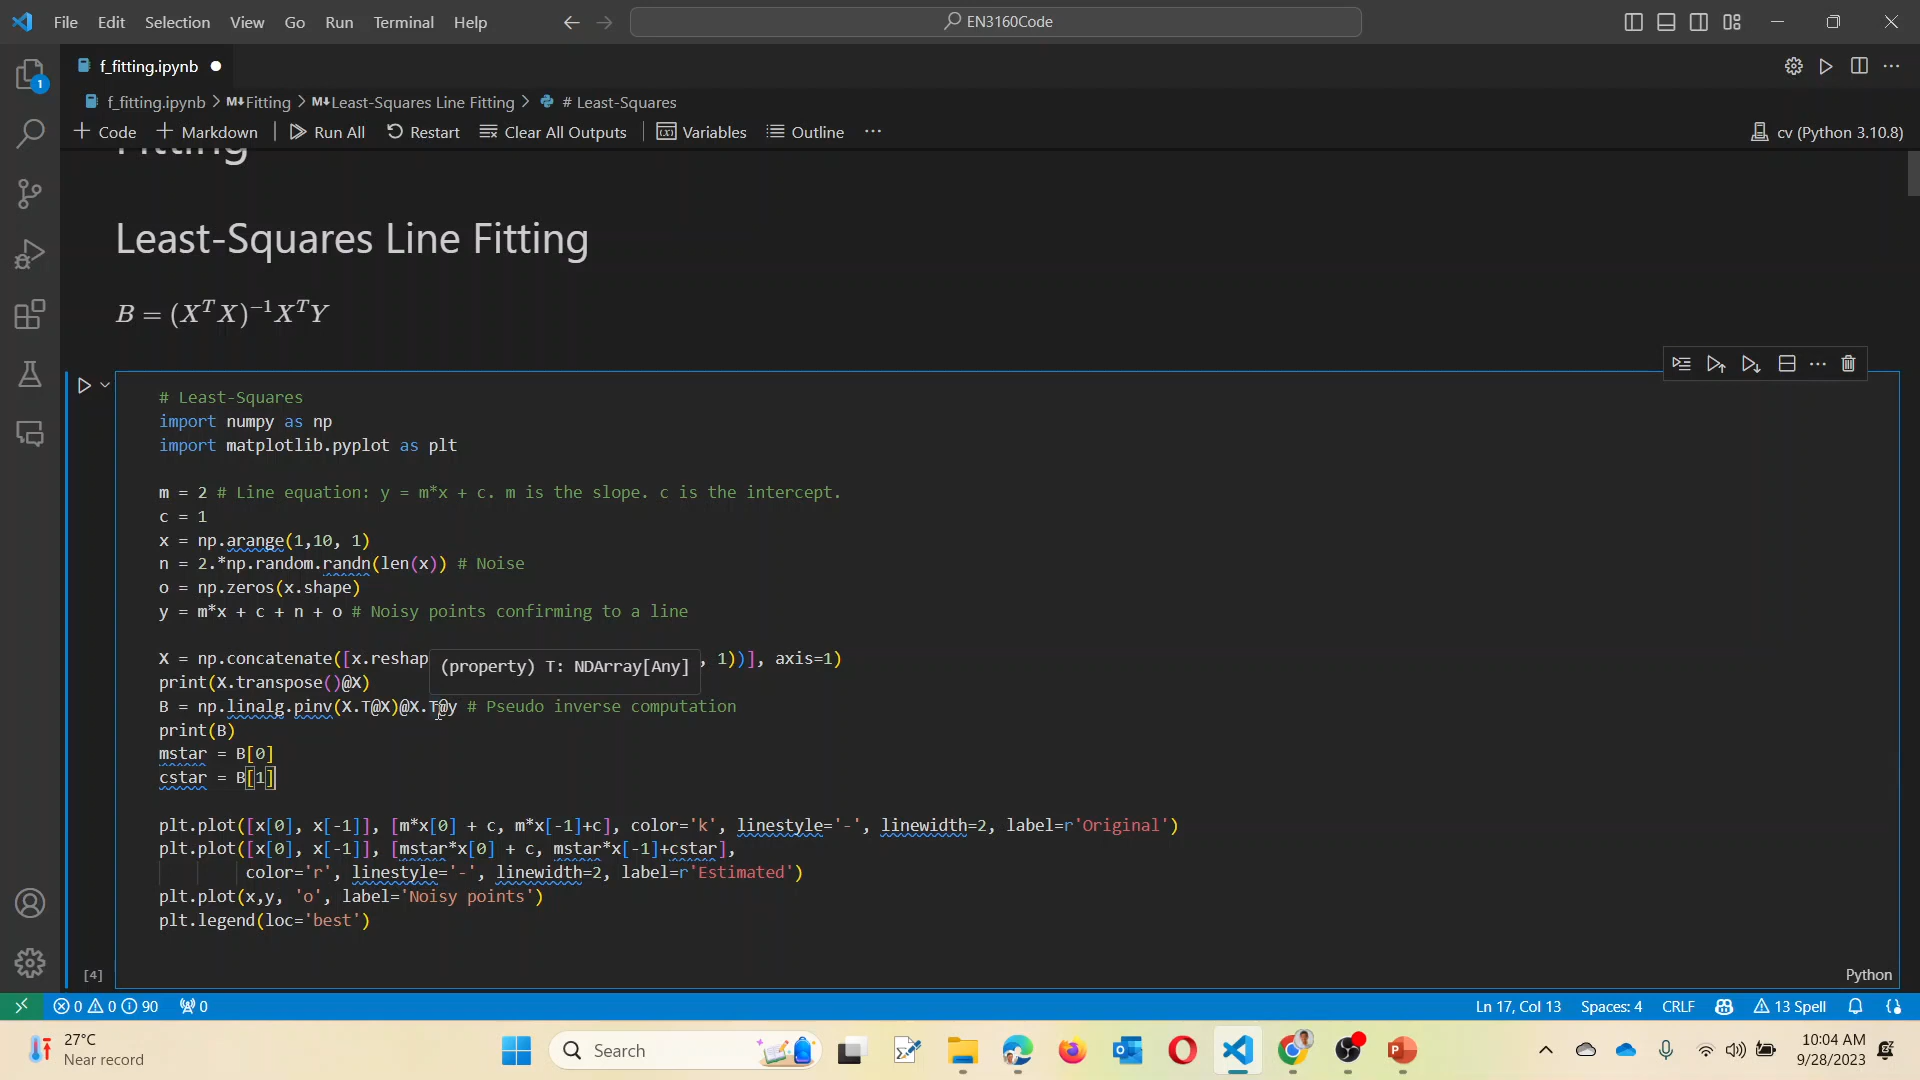 File Edit Selection View Go Run Terminal Help EN3160Code
1
f_fitting.ipynb
f_fitting.ipynb > M↓Fitting > M↓Least-Squares Line Fitting > # Least-Squares
+ Code + Markdown | Run All Restart Clear All Outputs | Variables Outline ··· cv (Python 3.10.8)
Fitting
Least-Squares Line Fitting
B = (XᵀX)⁻¹XᵀY
# Least-Squares
import numpy as np
import matplotlib.pyplot as plt
m = 2 # Line equation: y = m*x + c. m is the slope. c is the intercept.
c = 1
x = np.arange(1,10, 1)
n = 2.*np.random.randn(len(x)) # Noise
o = np.zeros(x.shape)
y = m*x + c + n + o # Noisy points confirming to a line
X = np.concatenate([x.reshap , 1))], axis=1)
(property) T: NDArray[Any]
print(X.transpose()@X)
B = np.linalg.pinv(X.T@X)@X.T@y # Pseudo inverse computation
print(B)
mstar = B[0]
cstar = B[1]
plt.plot([x[0], x[-1]], [m*x[0] + c, m*x[-1]+c], color='k', linestyle='-', linewidth=2, label=r'Original')
plt.plot([x[0], x[-1]], [mstar*x[0] + c, mstar*x[-1]+cstar],
color='r', linestyle='-', linewidth=2, label=r'Estimated')
plt.plot(x,y, 'o', label='Noisy points')
plt.legend(loc='best')
[4] Python
0 0 90 0 Ln 17, Col 13 Spaces: 4 CRLF 13 Spell
27°C
Near record
Search
10:04 AM
9/28/2023